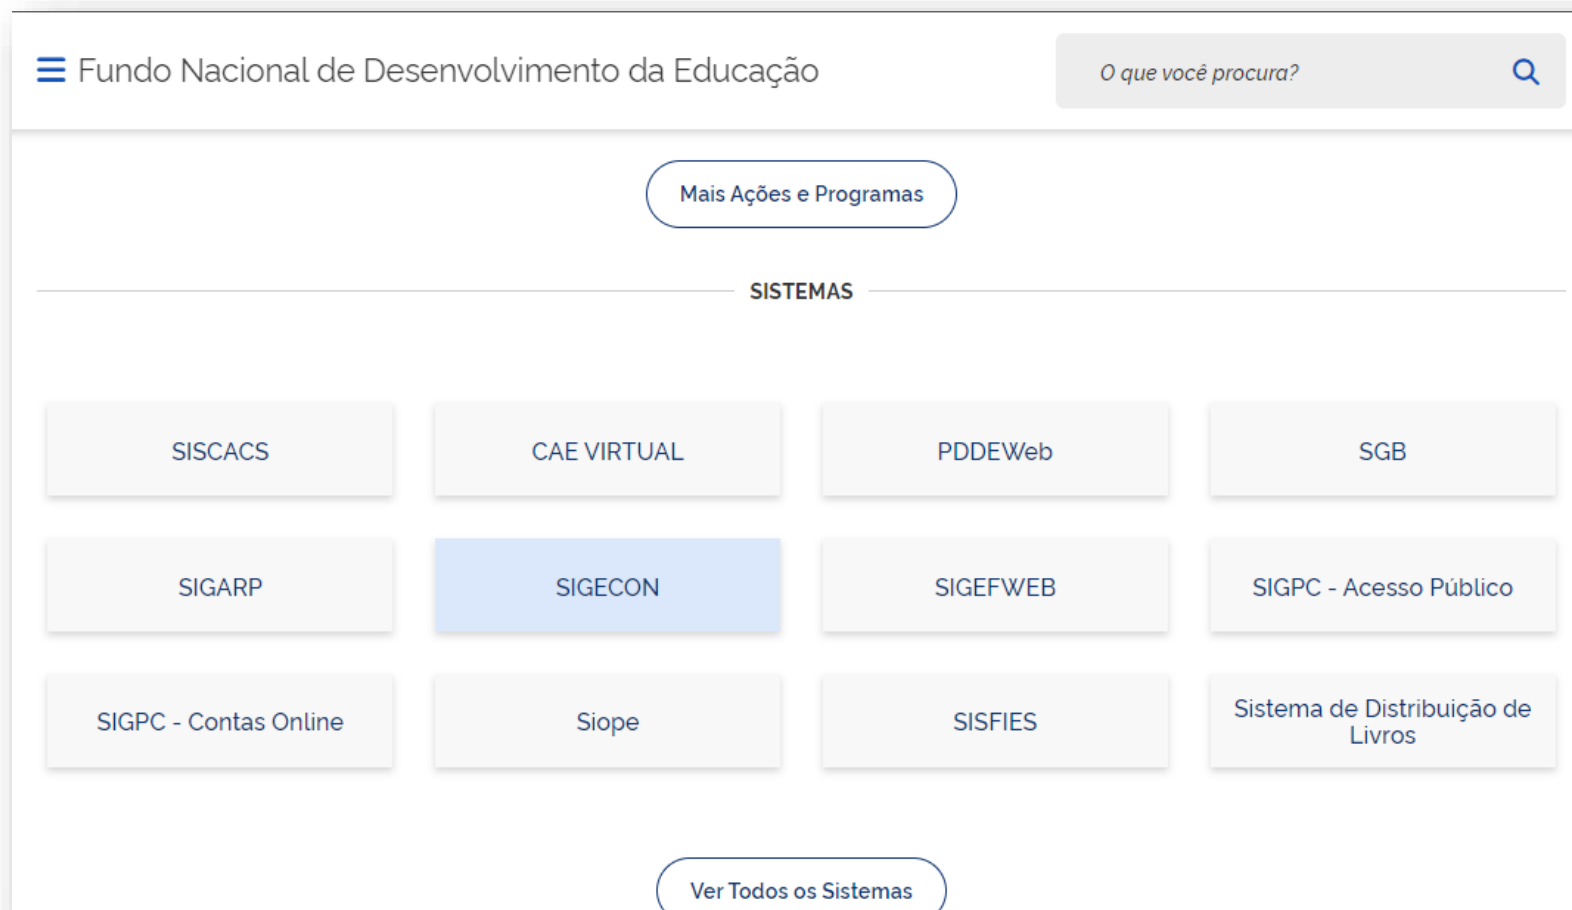 Fundo Nacional de Desenvolvimento da Educação
O que você procura?
Mais Ações e Programas
SISTEMAS
SISCACS
CAE VIRTUAL
PDDEWeb
SGB
SIGARP
SIGECON
SIGEFWEB
SIGPC - Acesso Público
SIGPC - Contas Online
Siope
SISFIES
Sistema de Distribuição de
Livros
Ver Todos os Sistemas